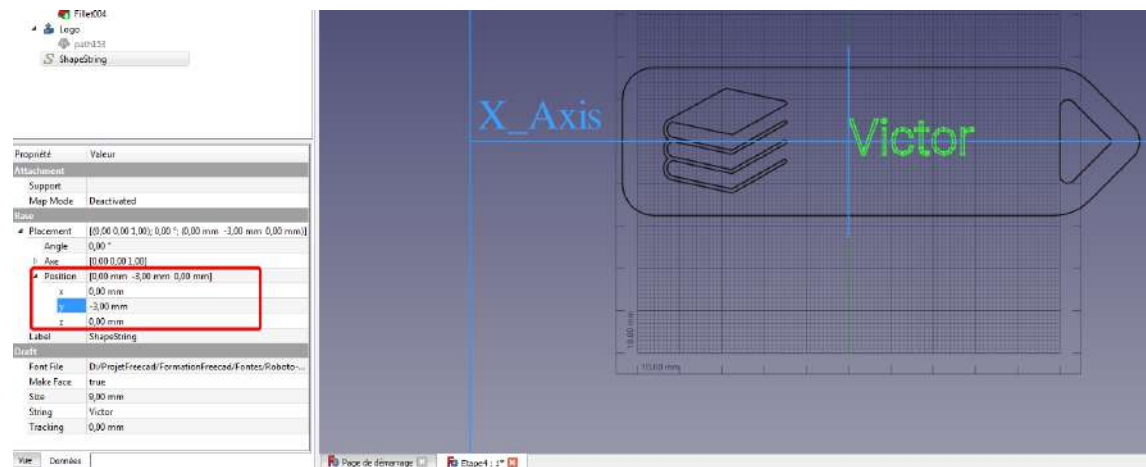 Fillet004
Logo
path153
ShapeString
Propriété Valeur
Attachment
Support
Map Mode Deactivated
Base
Placement [(0,00 0,00 1,00); 0,00 °; (0,00 mm -3,00 mm 0,00 mm)]
Angle 0,00 °
Axe [0,00 0,00 1,00]
Position [0,00 mm -3,00 mm 0,00 mm]
x 0,00 mm
y -3,00 mm
z 0,00 mm
Label ShapeString
Draft
Font File D:/ProjetFreecad/FormationFreecad/Fontes/Roboto-...
Make Face true
Size 9,00 mm
String Victor
Tracking 0,00 mm
Vue Données
X_Axis
Victor
10,00 mm
10,00 mm
Page de démarrage
Etape4 : 1*